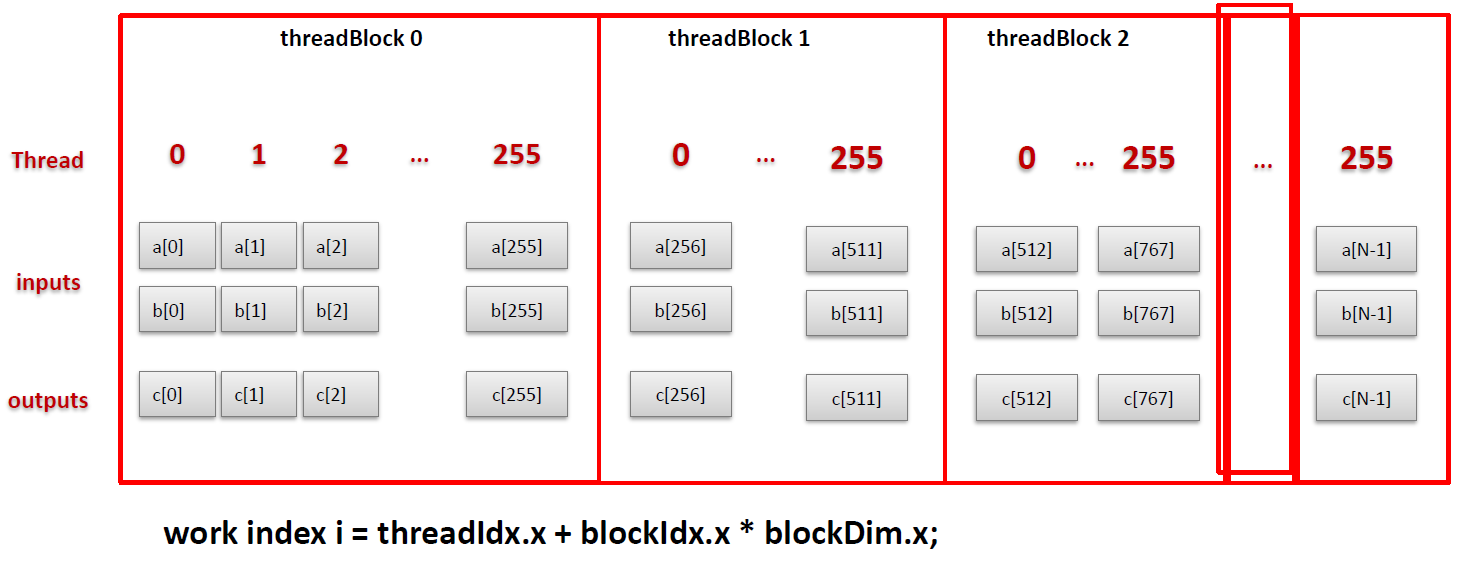 threadBlock 0 threadBlock 1 threadBlock 2
Thread 0 1 2 ... 255 0 ... 255 0 ... 255 ... 255
a[0] a[1] a[2] a[255] a[256] a[511] a[512] a[767] a[N-1]
inputs
b[0] b[1] b[2] b[255] b[256] b[511] b[512] b[767] b[N-1]
outputs c[0] c[1] c[2] c[255] c[256] c[511] c[512] c[767] c[N-1]
work index i = threadIdx.x + blockIdx.x * blockDim.x;